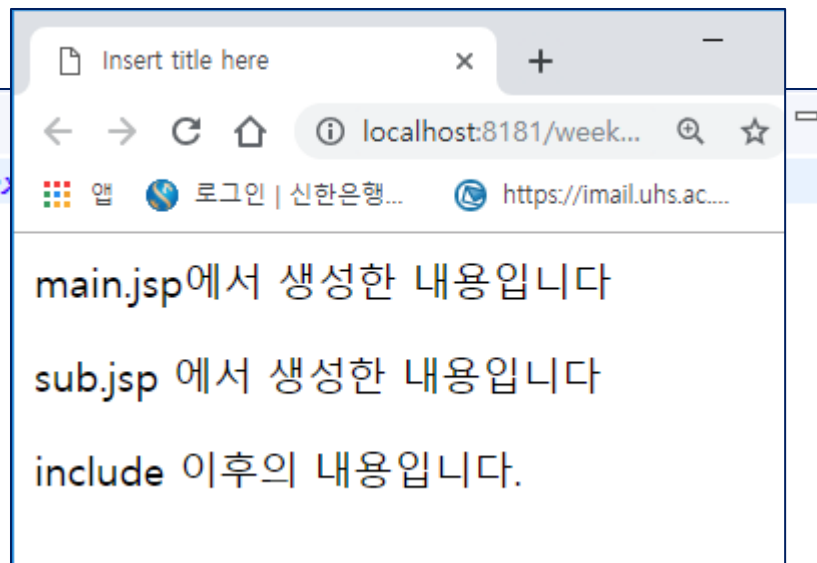 Insert title here
localhost:8181/week...
앱 로그인 | 신한은행... https://imail.uhs.ac....
main.jsp에서 생성한 내용입니다
sub.jsp 에서 생성한 내용입니다
include 이후의 내용입니다.